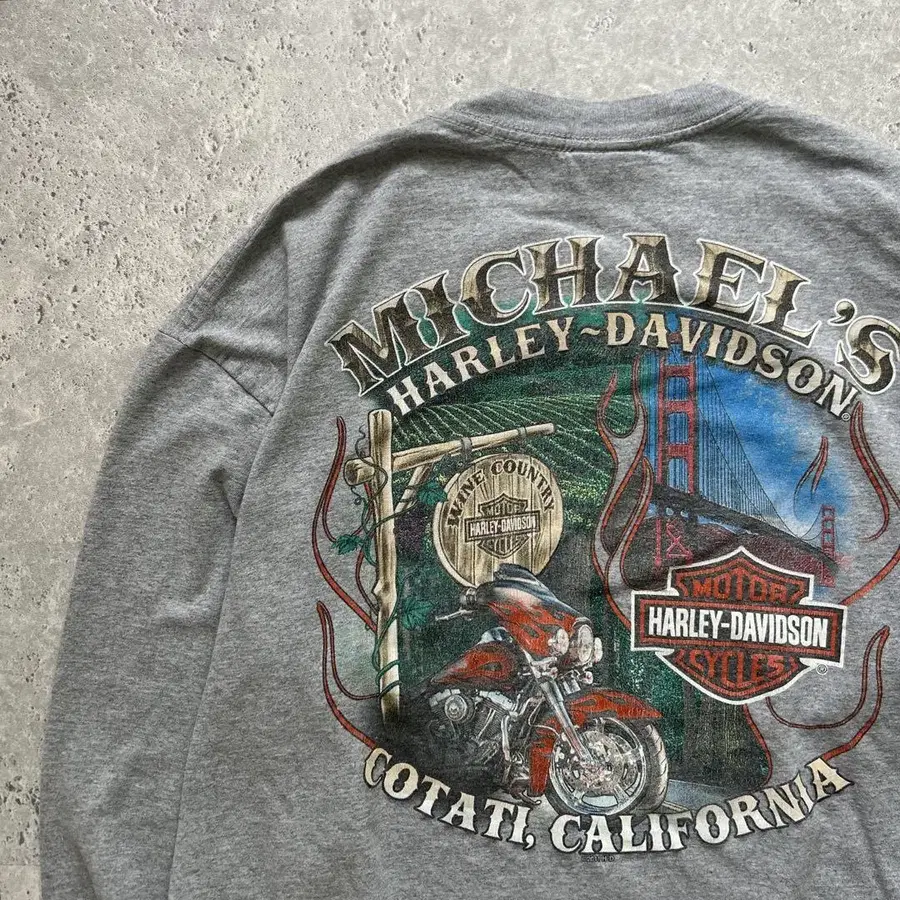 MICHAEL'S
HARLEY~DAVIDSON
WINE COUNTRY
MOTOR
HARLEY-DAVIDSON
CYCLES
MOTOR
HARLEY-DAVIDSON
CYCLES
COTATI, CALIFORNIA